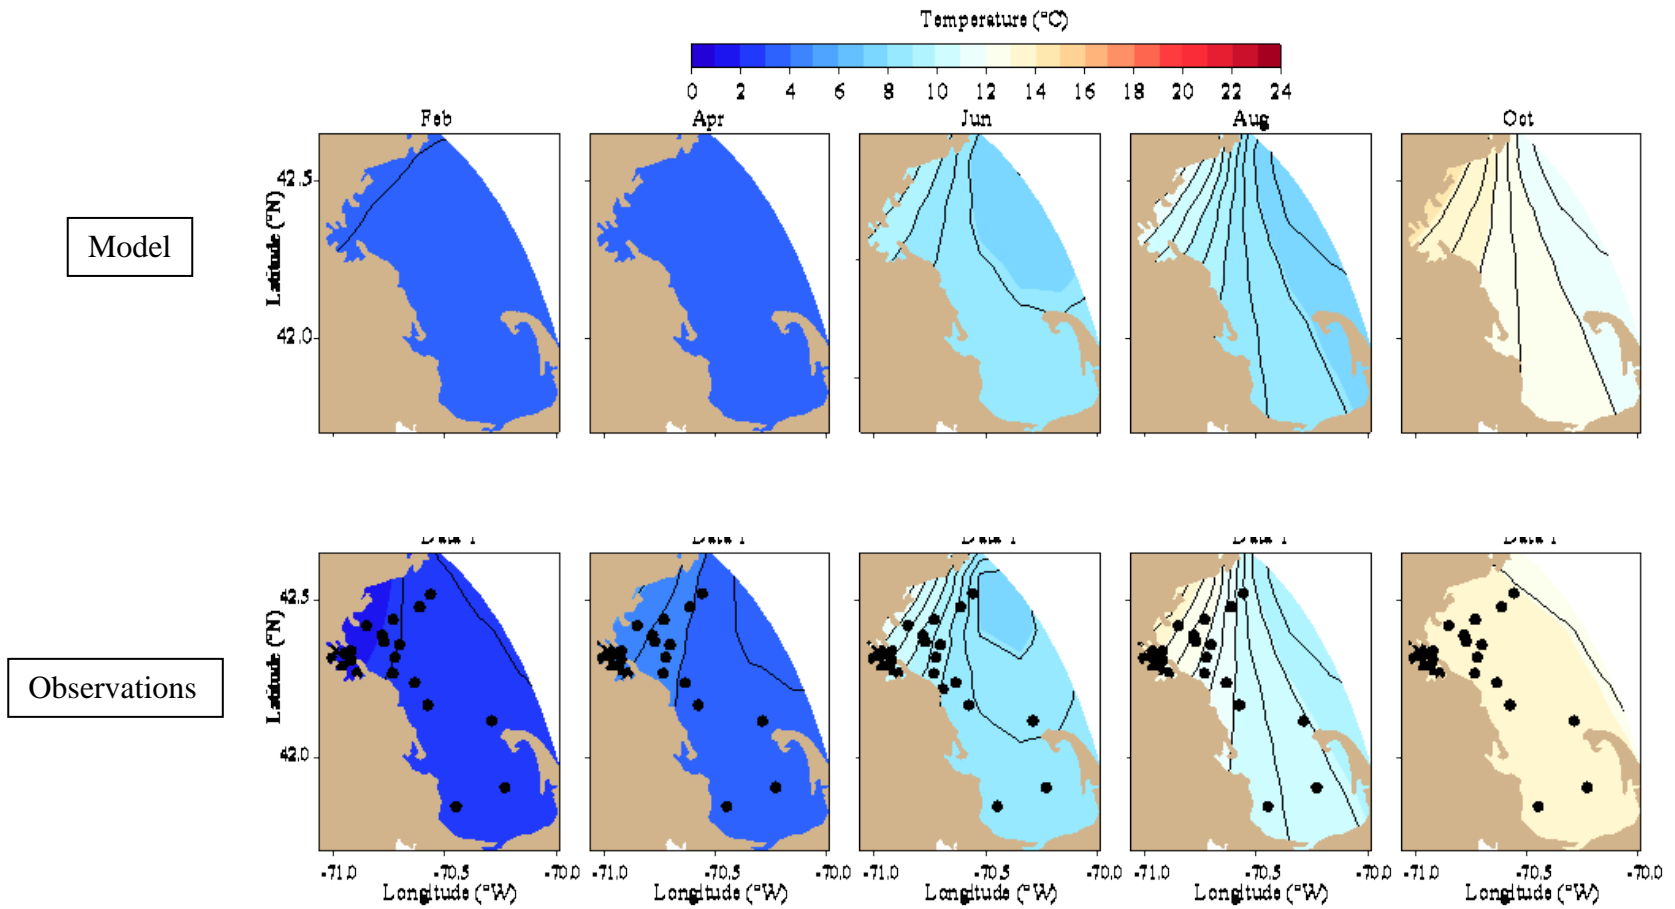 Temperature (°C)
0 2 4 6 8 10 12 14 16 18 20 22 24
Feb Apr Jun Aug Oct
Model
Latitude (°N)
42.5
42.0
Observations
Latitude (°N)
42.5
42.0
-71.0 -70.5 -70.0 -71.0 -70.5 -70.0 -71.0 -70.5 -70.0 -71.0 -70.5 -70.0 -71.0 -70.5 -70.0
Longitude (°W) Longitude (°W) Longitude (°W) Longitude (°W) Longitude (°W)